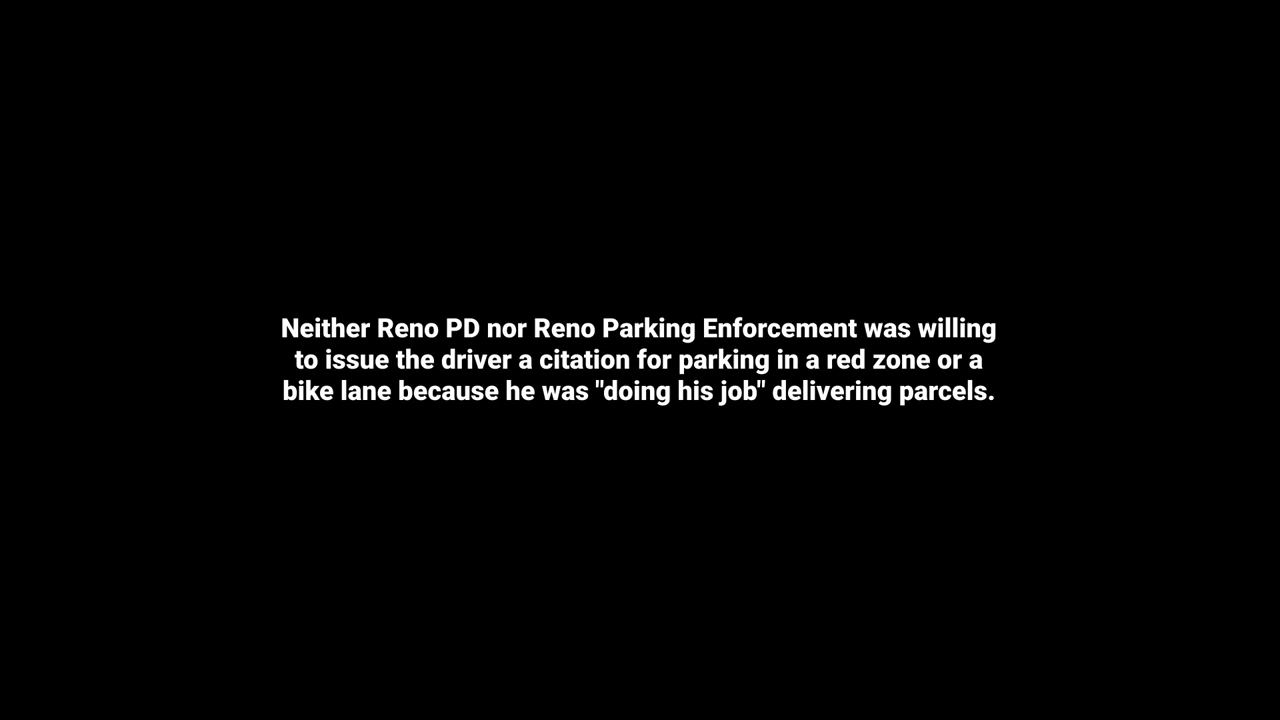 Neither Reno PD nor Reno Parking Enforcement was willing
to issue the driver a citation for parking in a red zone or a
bike lane because he was "doing his job" delivering parcels.